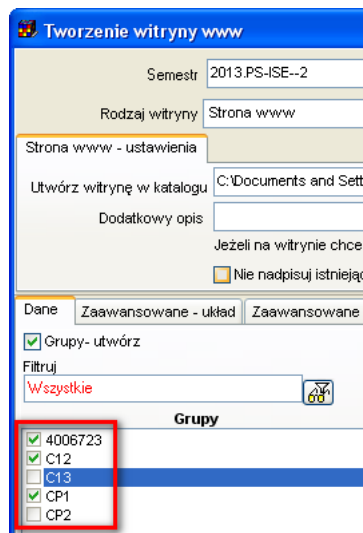 Tworzenie witryny www
Semestr 2013.PS-ISE--2
Rodzaj witryny Strona www
Strona www - ustawienia
Utwórz witrynę w katalogu C:\Documents and Sett
Dodatkowy opis
Jeżeli na witrynie chce
Nie nadpisuj istnieją
Dane Zaawansowane - układ Zaawansowane
Grupy- utwórz
Filtruj
Wszystkie
Grupy
4006723
C12
C13
CP1
CP2